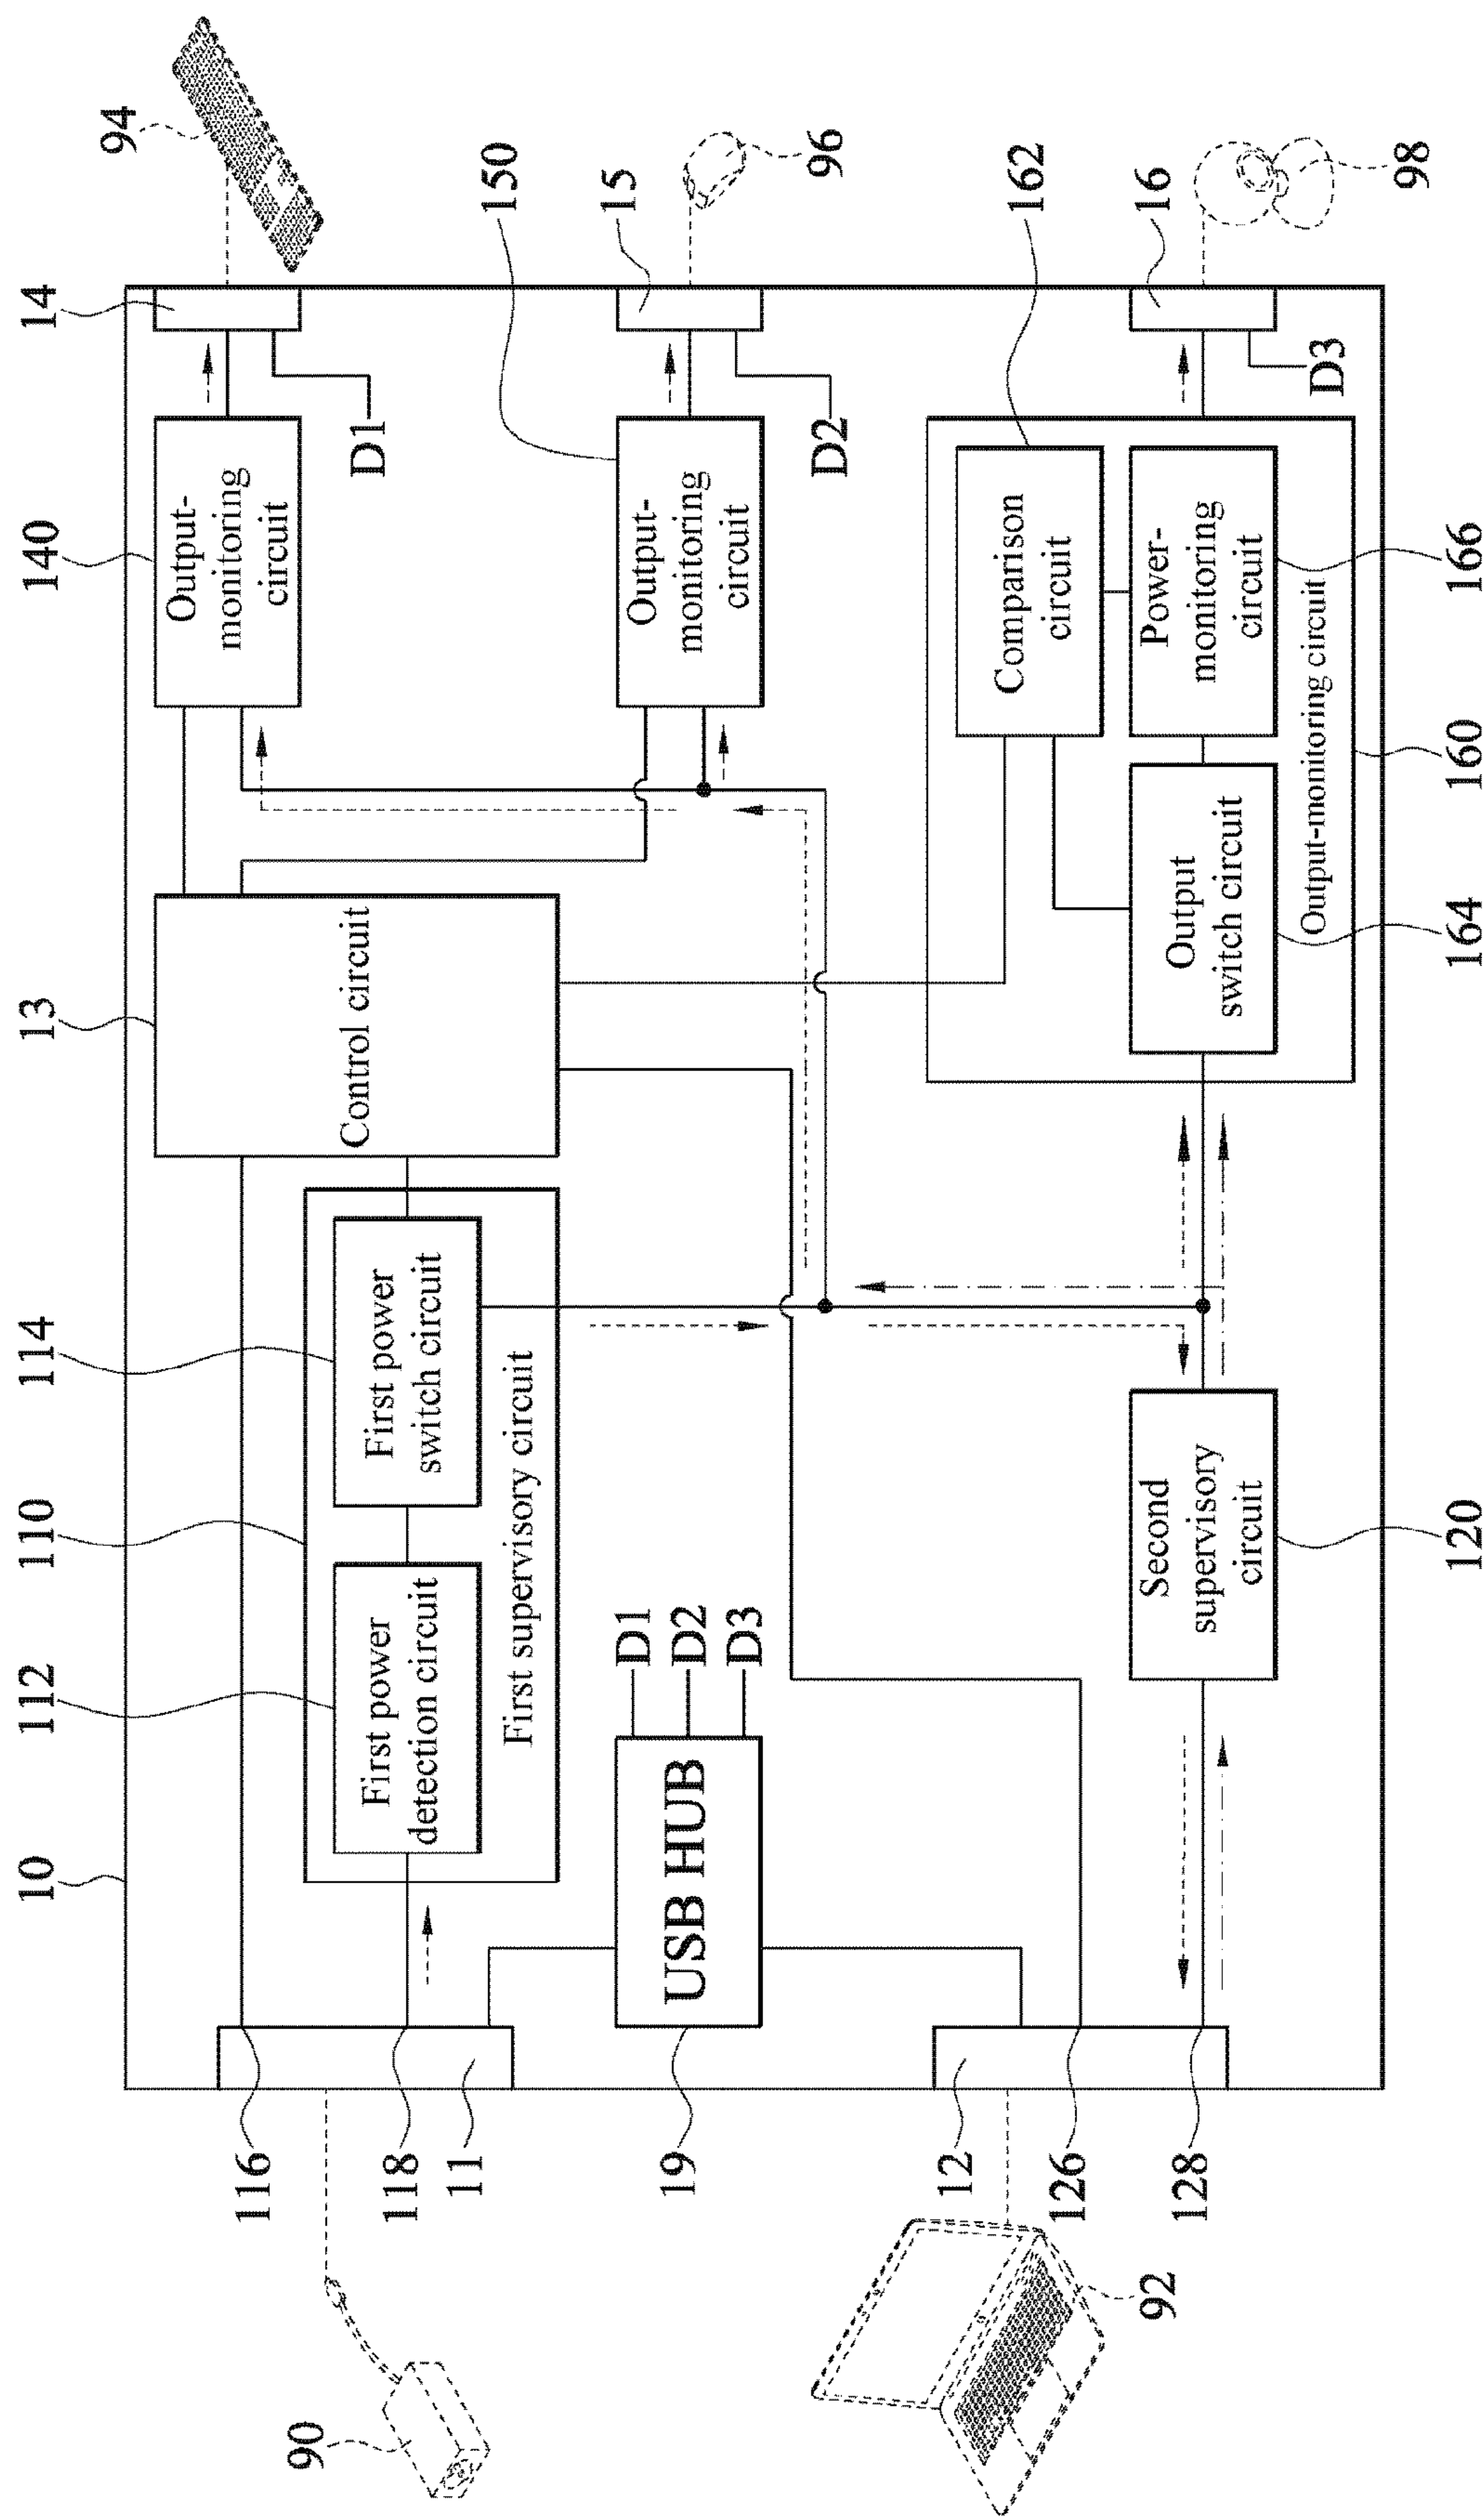 10
112
110
114
13
140
14
94
First power
detection circuit
First power
switch circuit
First supervisory circuit
Control circuit
Output-
monitoring
circuit
D1
150
Output-
monitoring
circuit
D2
15
96
USB HUB
D1
D2
D3
Second
supervisory
circuit
162
Comparison
circuit
Output
switch circuit
Power-
monitoring
circuit
Output-monitoring circuit
D3
16
98
120
164
160
166
90
116
118
11
19
12
126
128
92